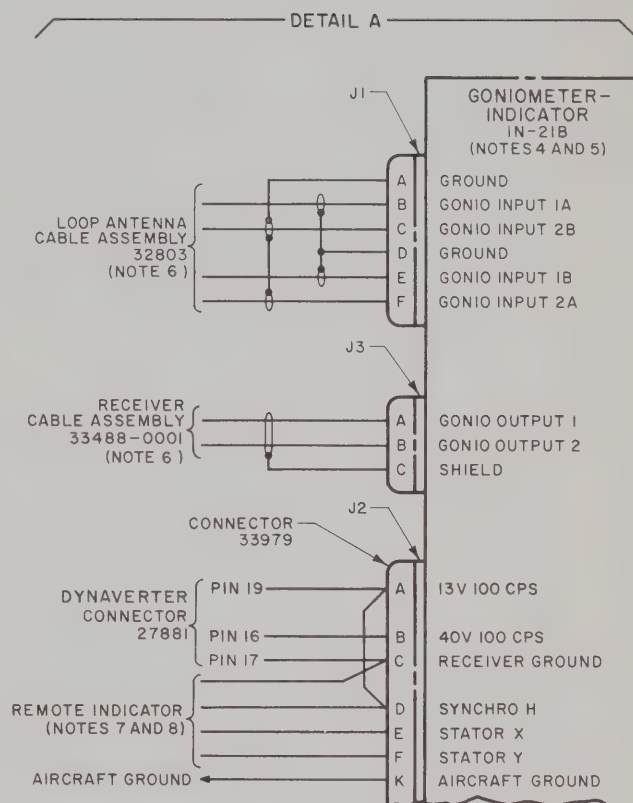 DETAIL A
J1
GONIOMETER-
INDICATOR
IN-21B
(NOTES 4 AND 5)
A GROUND
B GONIO INPUT 1A
C GONIO INPUT 2B
D GROUND
E GONIO INPUT 1B
F GONIO INPUT 2A
LOOP ANTENNA
CABLE ASSEMBLY
32803
(NOTE 6)
J3
RECEIVER
CABLE ASSEMBLY
33488-0001
(NOTE 6)
A GONIO OUTPUT 1
B GONIO OUTPUT 2
C SHIELD
J2
CONNECTOR
33979
DYNAVERTER
CONNECTOR
27881
PIN 19 A 13V 100 CPS
PIN 16 B 40V 100 CPS
PIN 17 C RECEIVER GROUND
REMOTE INDICATOR
(NOTES 7 AND 8)
D SYNCHRO H
E STATOR X
F STATOR Y
AIRCRAFT GROUND K AIRCRAFT GROUND